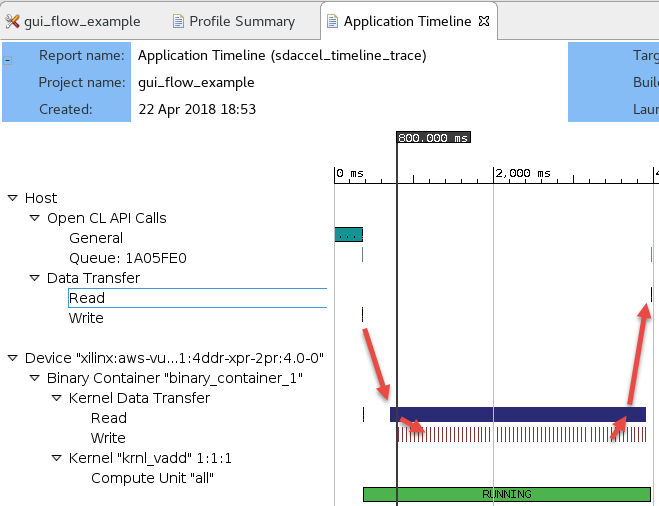 gui_flow_example Profile Summary Application Timeline
Report name: Application Timeline (sdaccel_timeline_trace) Targ
Project name: gui_flow_example Build
Created: 22 Apr 2018 18:53 Laun
800.000 ms
0 ms 2,000 ms 4
Host
Open CL API Calls
General ...
Queue: 1A05FE0
Data Transfer
Read
Write
Device "xilinx:aws-vu...1:4ddr-xpr-2pr:4.0-0"
Binary Container "binary_container_1"
Kernel Data Transfer
Read
Write
Kernel "krnl_vadd" 1:1:1
Compute Unit "all" RUNNING